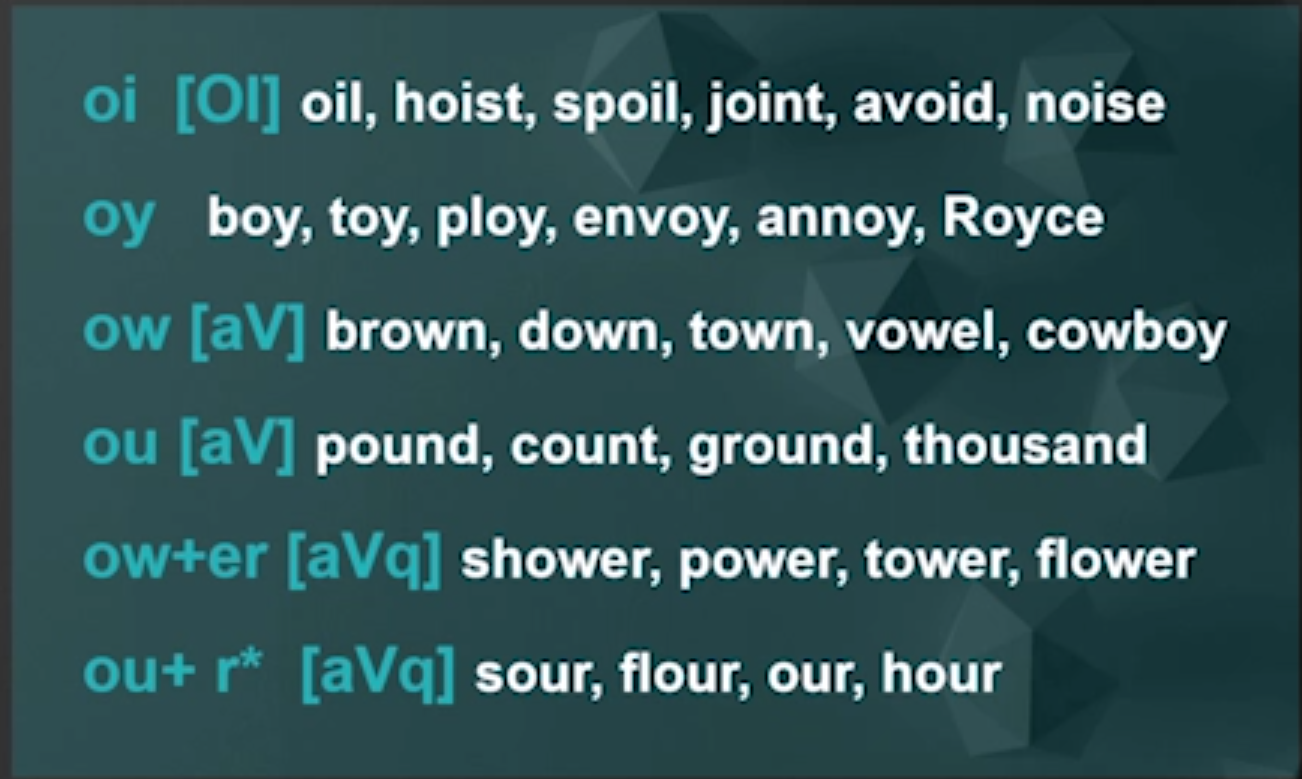 oi [OI] oil, hoist, spoil, joint, avoid, noise
oy boy, toy, ploy, envoy, annoy, Royce
ow [aV] brown, down, town, vowel, cowboy
ou [aV] pound, count, ground, thousand
ow+er [aVq] shower, power, tower, flower
ou+ r* [aVq] sour, flour, our, hour